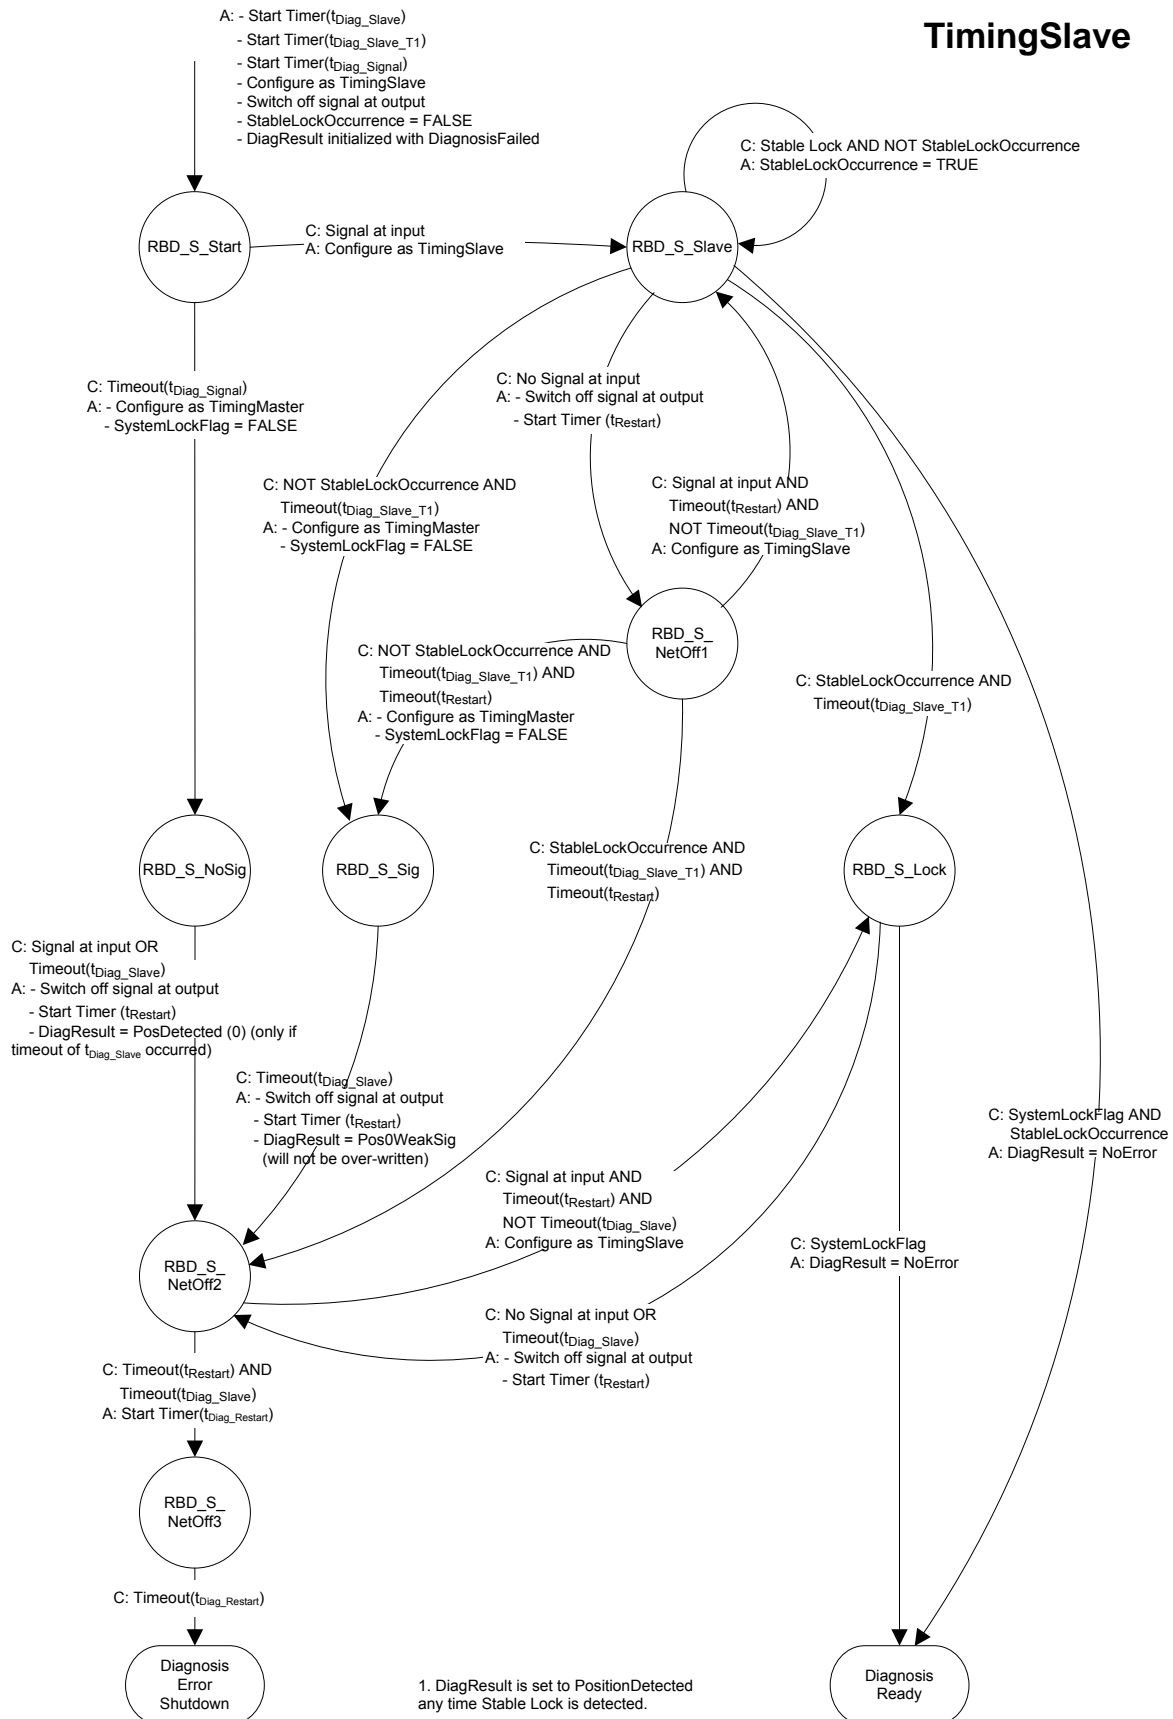 TimingSlave
A: - Start Timer(tDiag_Slave)
- Start Timer(tDiag_Slave_T1)
- Start Timer(tDiag_Signal)
- Configure as TimingSlave
- Switch off signal at output
- StableLockOccurrence = FALSE
- DiagResult initialized with DiagnosisFailed
C: Stable Lock AND NOT StableLockOccurrence
A: StableLockOccurrence = TRUE
RBD_S_Start
C: Signal at input
A: Configure as TimingSlave
RBD_S_Slave
C: Timeout(tDiag_Signal)
A: - Configure as TimingMaster
- SystemLockFlag = FALSE
C: No Signal at input
A: - Switch off signal at output
- Start Timer (tRestart)
C: NOT StableLockOccurrence AND
Timeout(tDiag_Slave_T1)
A: - Configure as TimingMaster
- SystemLockFlag = FALSE
C: Signal at input AND
Timeout(tRestart) AND
NOT Timeout(tDiag_Slave_T1)
A: Configure as TimingSlave
RBD_S_
NetOff1
C: NOT StableLockOccurrence AND
Timeout(tDiag_Slave_T1) AND
Timeout(tRestart)
A: - Configure as TimingMaster
- SystemLockFlag = FALSE
C: StableLockOccurrence AND
Timeout(tDiag_Slave_T1)
RBD_S_NoSig
RBD_S_Sig
C: StableLockOccurrence AND
Timeout(tDiag_Slave_T1) AND
Timeout(tRestart)
RBD_S_Lock
C: Signal at input OR
Timeout(tDiag_Slave)
A: - Switch off signal at output
- Start Timer (tRestart)
- DiagResult = PosDetected (0) (only if
timeout of tDiag_Slave occurred)
C: Timeout(tDiag_Slave)
A: - Switch off signal at output
- Start Timer (tRestart)
- DiagResult = Pos0WeakSig
(will not be over-written)
C: SystemLockFlag AND
StableLockOccurrence
A: DiagResult = NoError
C: Signal at input AND
Timeout(tRestart) AND
NOT Timeout(tDiag_Slave)
A: Configure as TimingSlave
C: SystemLockFlag
A: DiagResult = NoError
RBD_S_
NetOff2
C: No Signal at input OR
Timeout(tDiag_Slave)
A: - Switch off signal at output
- Start Timer (tRestart)
C: Timeout(tRestart) AND
Timeout(tDiag_Slave)
A: Start Timer(tDiag_Restart)
RBD_S_
NetOff3
C: Timeout(tDiag_Restart)
Diagnosis
Error
Shutdown
1. DiagResult is set to PositionDetected
any time Stable Lock is detected.
Diagnosis
Ready